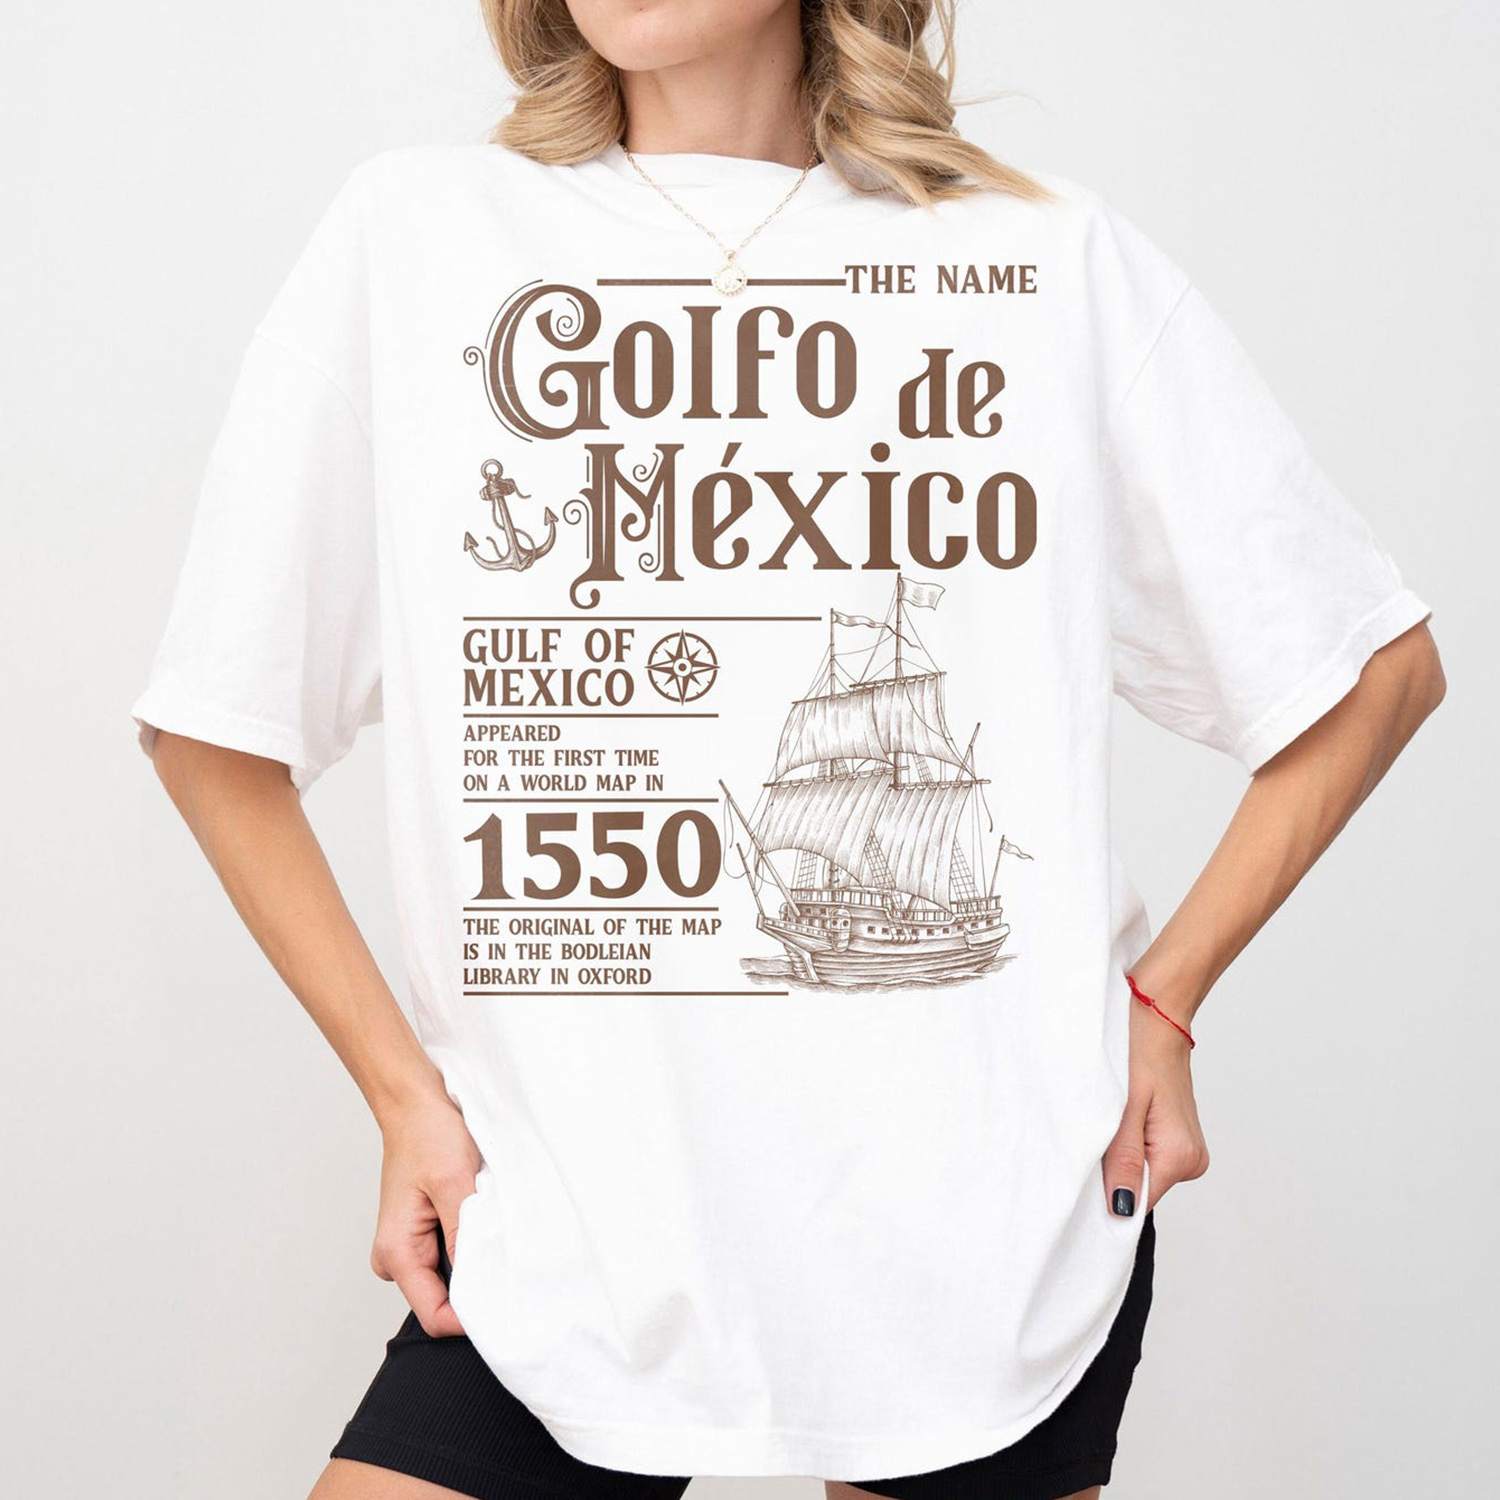 THE NAME
Golfo de
México
GULF OF
MEXICO
APPEARED
FOR THE FIRST TIME
ON A WORLD MAP IN
1550
THE ORIGINAL OF THE MAP
IS IN THE BODLEIAN
LIBRARY IN OXFORD